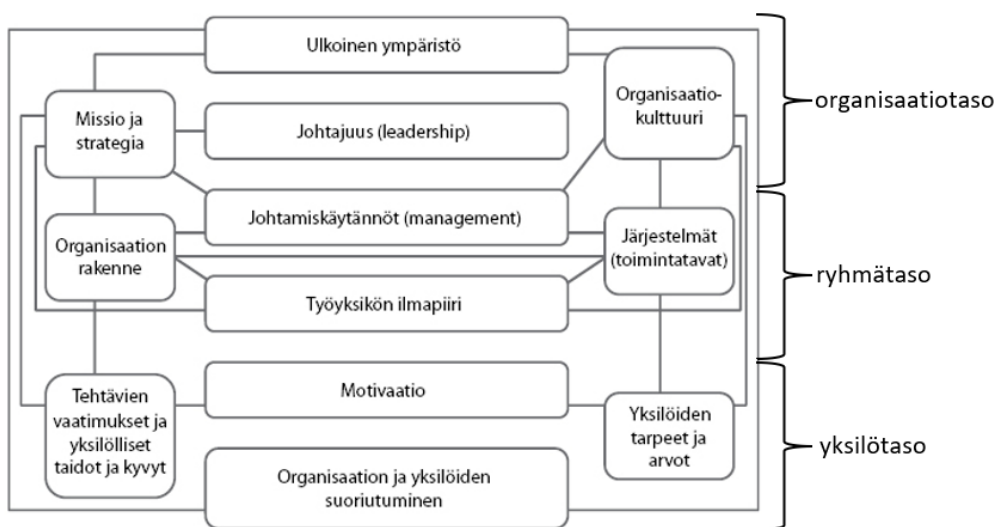 Ulkoinen ympäristö
Organisaatio-
kulttuuri
organisaatiotaso
Missio ja
strategia
Johtajuus (leadership)
Johtamiskäytännöt (management)
Organisaation
rakenne
Järjestelmät
(toimintatavat)
ryhmätaso
Työyksikön ilmapiiri
Motivaatio
Tehtävien
vaatimukset ja
yksilölliset
taidot ja kyvyt
Yksilöiden
tarpeet ja
arvot
yksilötaso
Organisaation ja yksilöiden
suoriutuminen